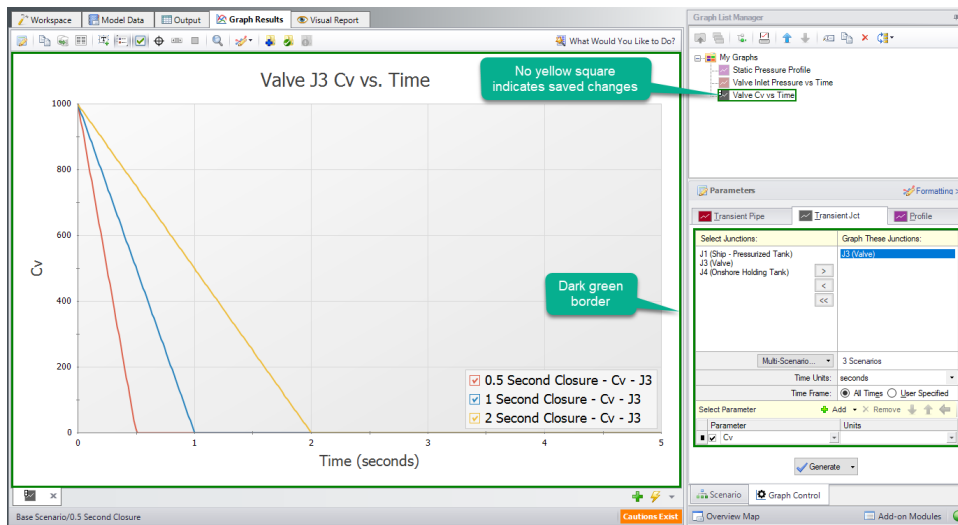 Workspace
Model Data
Output
Graph Results
Visual Report
What Would You Like to Do?
Valve J3 Cv vs. Time
No yellow square
indicates saved changes
Cv
1000
800
600
400
200
0
0 1 2 3 4 5
Time (seconds)
0.5 Second Closure - Cv - J3
1 Second Closure - Cv - J3
2 Second Closure - Cv - J3
Dark green
border
Base Scenario/0.5 Second Closure
Cautions Exist
Graph List Manager
My Graphs
Static Pressure Profile
Valve Inlet Pressure vs Time
Valve Cv vs Time
Parameters
Formatting >
Transient Pipe
Transient Jct
Profile
Select Junctions:
Graph These Junctions:
J1 (Ship - Pressurized Tank)
J3 (Valve)
J3 (Valve)
J4 (Onshore Holding Tank)
>
<
<<
Multi-Scenario...
3 Scenarios
Time Units:
seconds
Time Frame:
All Times
User Specified
Select Parameter
Add
Remove
Parameter
Units
Cv
Generate
Scenario
Graph Control
Overview Map
Add-on Modules